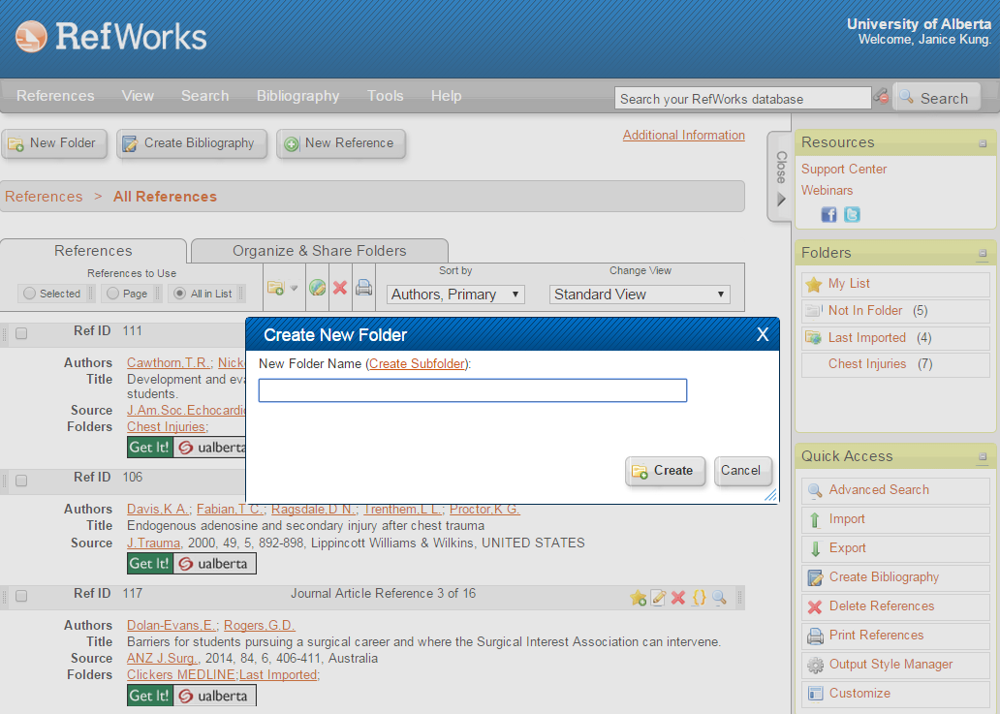 RefWorks
University of Alberta
Welcome, Janice Kung.
References View Search Bibliography Tools Help
Search your RefWorks database
Search
New Folder Create Bibliography New Reference
Additional Information
Close
References > All References
References Organize & Share Folders
References to Use
Selected Page All in List
Sort by
Authors, Primary
Change View
Standard View
Ref ID 111
Authors Cawthorn,T.R.;
Title Development and
students.
Source J.Am.Soc.
Folders Chest Injuries;
Get It! ualberta
Create New Folder X
New Folder Name (Create Subfolder):
Create Cancel
Ref ID 106
Authors Davis,K A.; Fabian,T C.; Ragsdale,D N.; Trenthem,L L.; Proctor,K G.
Title Endogenous adenosine and secondary injury after chest trauma
Source J.Trauma, 2000, 49, 5, 892-898, Lippincott Williams & Wilkins, UNITED STATES
Get It! ualberta
Ref ID 117 Journal Article Reference 3 of 16
Authors Dolan-Evans,E.; Rogers,G.D.
Title Barriers for students pursuing a surgical career and where the Surgical Interest Association can intervene.
Source ANZ J.Surg., 2014, 84, 6, 406-411, Australia
Folders Clickers MEDLINE;Last Imported;
Get It! ualberta
Resources
Support Center
Webinars
Folders
My List
Not In Folder (5)
Last Imported (4)
Chest Injuries (7)
Quick Access
Advanced Search
Import
Export
Create Bibliography
Delete References
Print References
Output Style Manager
Customize